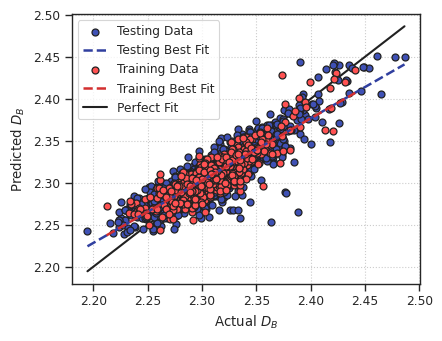 2.50
2.45
2.40
2.35
2.30
2.25
2.20
Predicted D_B
Testing Data
Testing Best Fit
Training Data
Training Best Fit
Perfect Fit
2.20 2.25 2.30 2.35 2.40 2.45 2.50
Actual D_B